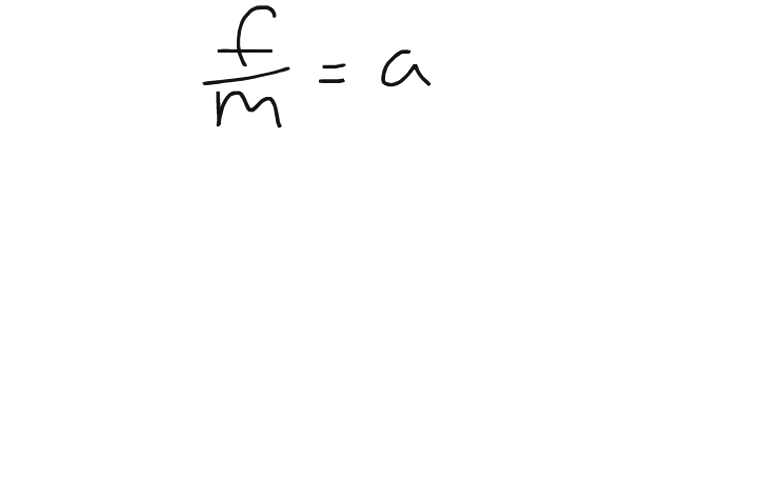 f/m = a